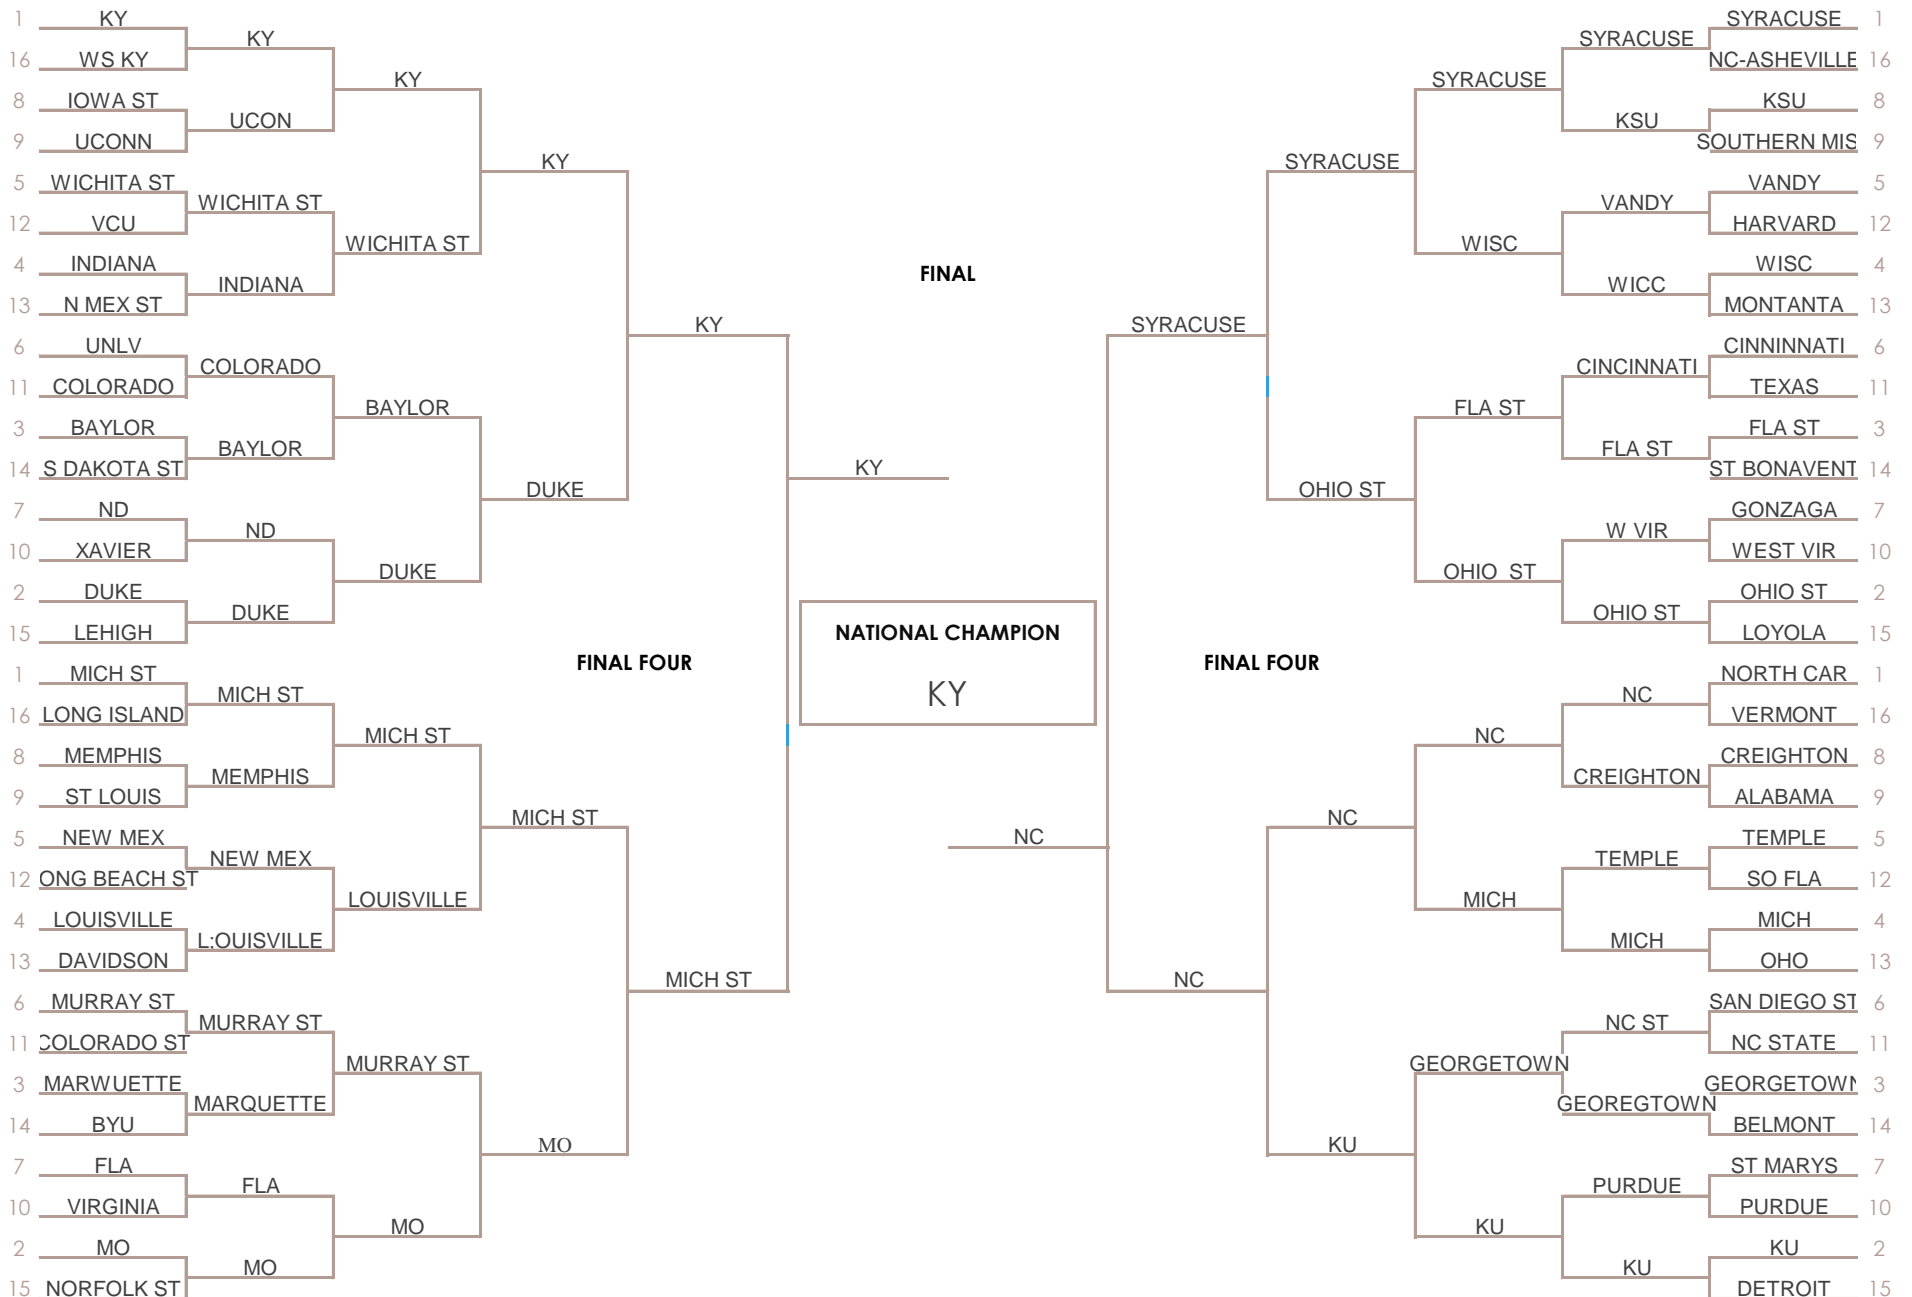 1 KY
16 WS KY
8 IOWA ST
9 UCONN
5 WICHITA ST
12 VCU
4 INDIANA
13 N MEX ST
6 UNLV
11 COLORADO
3 BAYLOR
14 S DAKOTA ST
7 ND
10 XAVIER
2 DUKE
15 LEHIGH
1 MICH ST
16 LONG ISLAND
8 MEMPHIS
9 ST LOUIS
5 NEW MEX
12 ONG BEACH ST
4 LOUISVILLE
13 DAVIDSON
6 MURRAY ST
11 COLORADO ST
3 MARWUETTE
14 BYU
7 FLA
10 VIRGINIA
2 MO
15 NORFOLK ST
KY
UCON
WICHITA ST
INDIANA
COLORADO
BAYLOR
ND
DUKE
MICH ST
MEMPHIS
NEW MEX
L;OUISVILLE
MURRAY ST
MARQUETTE
FLA
MO
KY
WICHITA ST
BAYLOR
DUKE
MICH ST
LOUISVILLE
MURRAY ST
MO
KY
DUKE
MICH ST
MO
FINAL FOUR
KY
MICH ST
FINAL
KY
NATIONAL CHAMPION
KY
NC
SYRACUSE
NC
FINAL FOUR
SYRACUSE
OHIO ST
NC
KU
SYRACUSE
WISC
FLA ST
OHIO ST
NC
MICH
GEORGETOWN
KU
SYRACUSE
KSU
VANDY
WICC
CINCINNATI
FLA ST
W VIR
OHIO ST
NC
CREIGHTON
TEMPLE
MICH
NC ST
GEOREGTOWN
PURDUE
KU
SYRACUSE 1
NC-ASHEVILLE 16
KSU 8
SOUTHERN MIS 9
VANDY 5
HARVARD 12
WISC 4
MONTANTA 13
CINNINNATI 6
TEXAS 11
FLA ST 3
ST BONAVENT 14
GONZAGA 7
WEST VIR 10
OHIO ST 2
LOYOLA 15
NORTH CAR 1
VERMONT 16
CREIGHTON 8
ALABAMA 9
TEMPLE 5
SO FLA 12
MICH 4
OHO 13
SAN DIEGO ST 6
NC STATE 11
GEORGETOWN 3
BELMONT 14
ST MARYS 7
PURDUE 10
KU 2
DETROIT 15